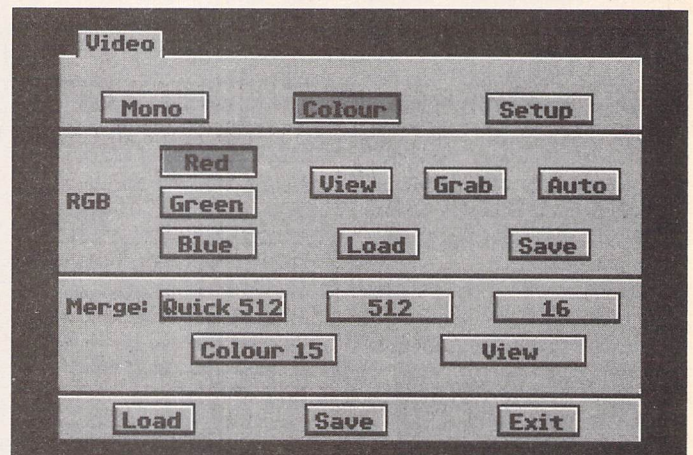 Video
Mono Colour Setup
Red
View Grab Auto
RGB Green
Blue Load Save
Merge: Quick 512 512 16
Colour 15 View
Load Save Exit